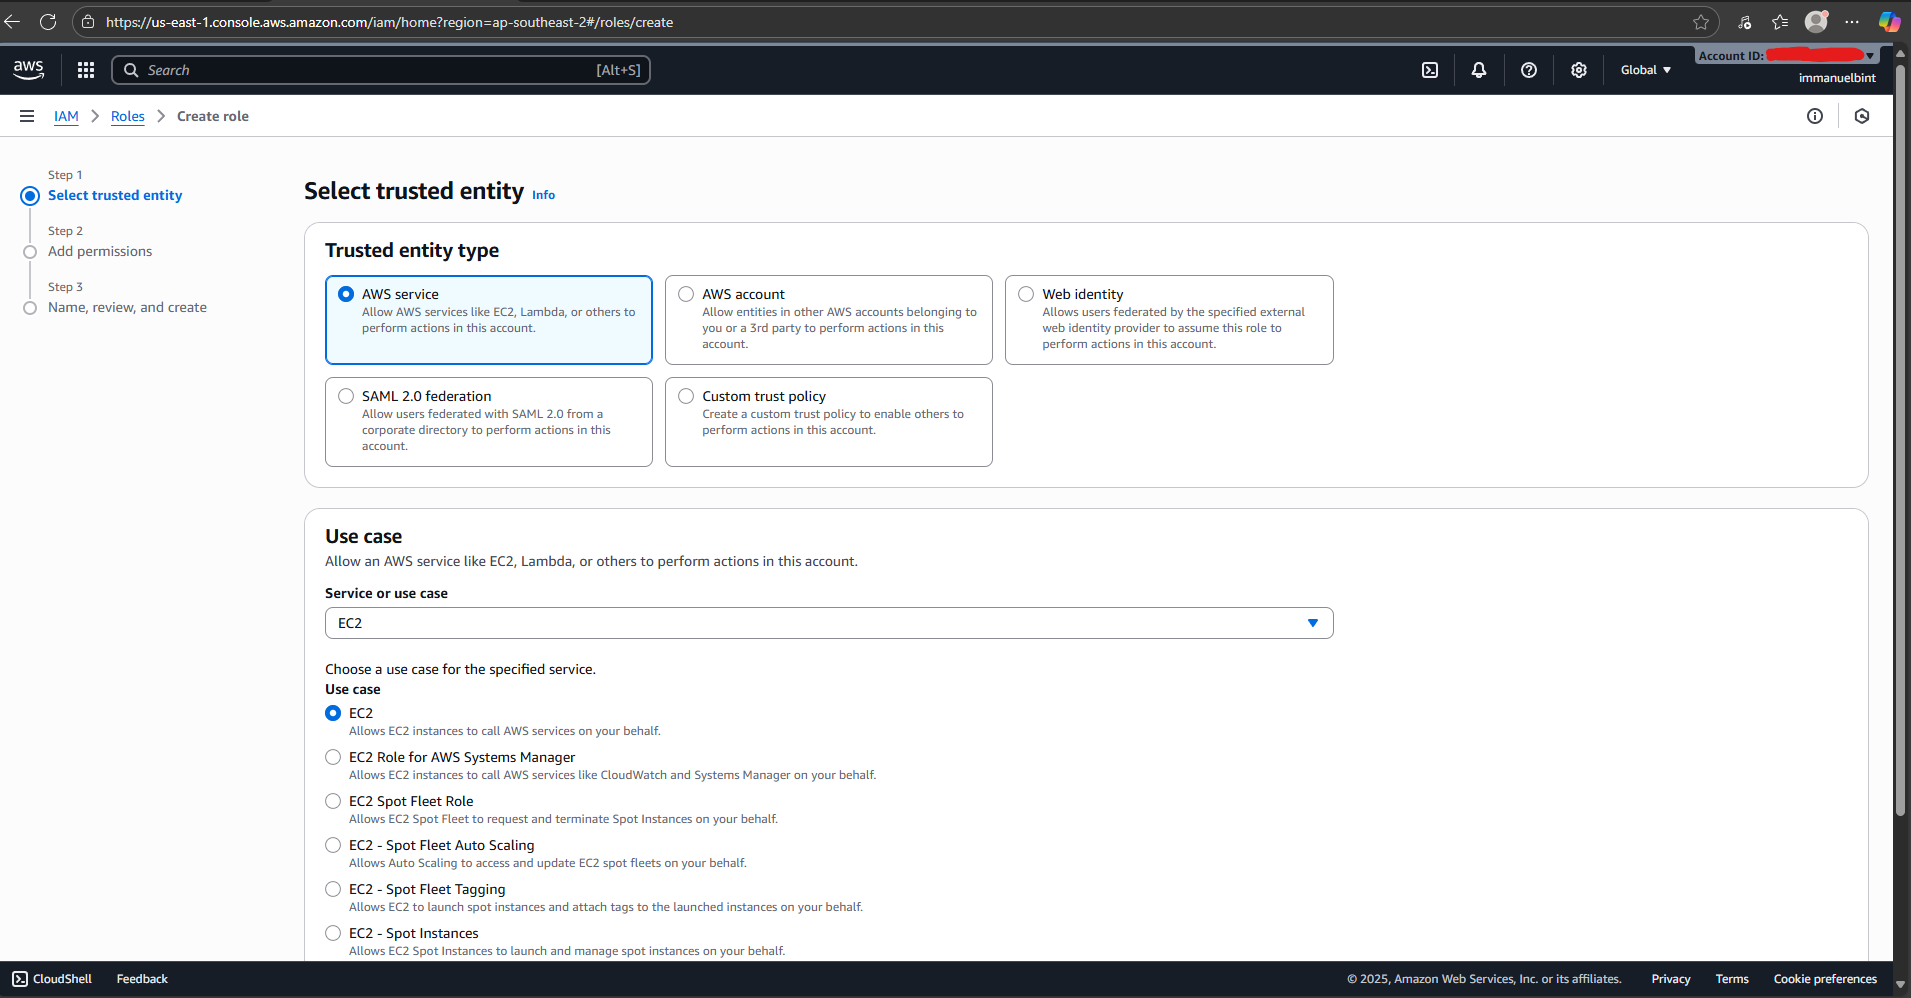 https://us-east-1.console.aws.amazon.com/iam/home?region=ap-southeast-2#/roles/create
aws
Search
[Alt+S]
Global
Account ID:
immanuelbint
IAM
Roles
Create role
Step 1
Select trusted entity
Step 2
Add permissions
Step 3
Name, review, and create
Select trusted entity Info
Trusted entity type
AWS service
Allow AWS services like EC2, Lambda, or others to
perform actions in this account.
AWS account
Allow entities in other AWS accounts belonging to
you or a 3rd party to perform actions in this
account.
Web identity
Allows users federated by the specified external
web identity provider to assume this role to
perform actions in this account.
SAML 2.0 federation
Allow users federated with SAML 2.0 from a
corporate directory to perform actions in this
account.
Custom trust policy
Create a custom trust policy to enable others to
perform actions in this account.
Use case
Allow an AWS service like EC2, Lambda, or others to perform actions in this account.
Service or use case
EC2
Choose a use case for the specified service.
Use case
EC2
Allows EC2 instances to call AWS services on your behalf.
EC2 Role for AWS Systems Manager
Allows EC2 instances to call AWS services like CloudWatch and Systems Manager on your behalf.
EC2 Spot Fleet Role
Allows EC2 Spot Fleet to request and terminate Spot Instances on your behalf.
EC2 - Spot Fleet Auto Scaling
Allows Auto Scaling to access and update EC2 spot fleets on your behalf.
EC2 - Spot Fleet Tagging
Allows EC2 to launch spot instances and attach tags to the launched instances on your behalf.
EC2 - Spot Instances
Allows EC2 Spot Instances to launch and manage spot instances on your behalf.
CloudShell
Feedback
© 2025, Amazon Web Services, Inc. or its affiliates.
Privacy
Terms
Cookie preferences